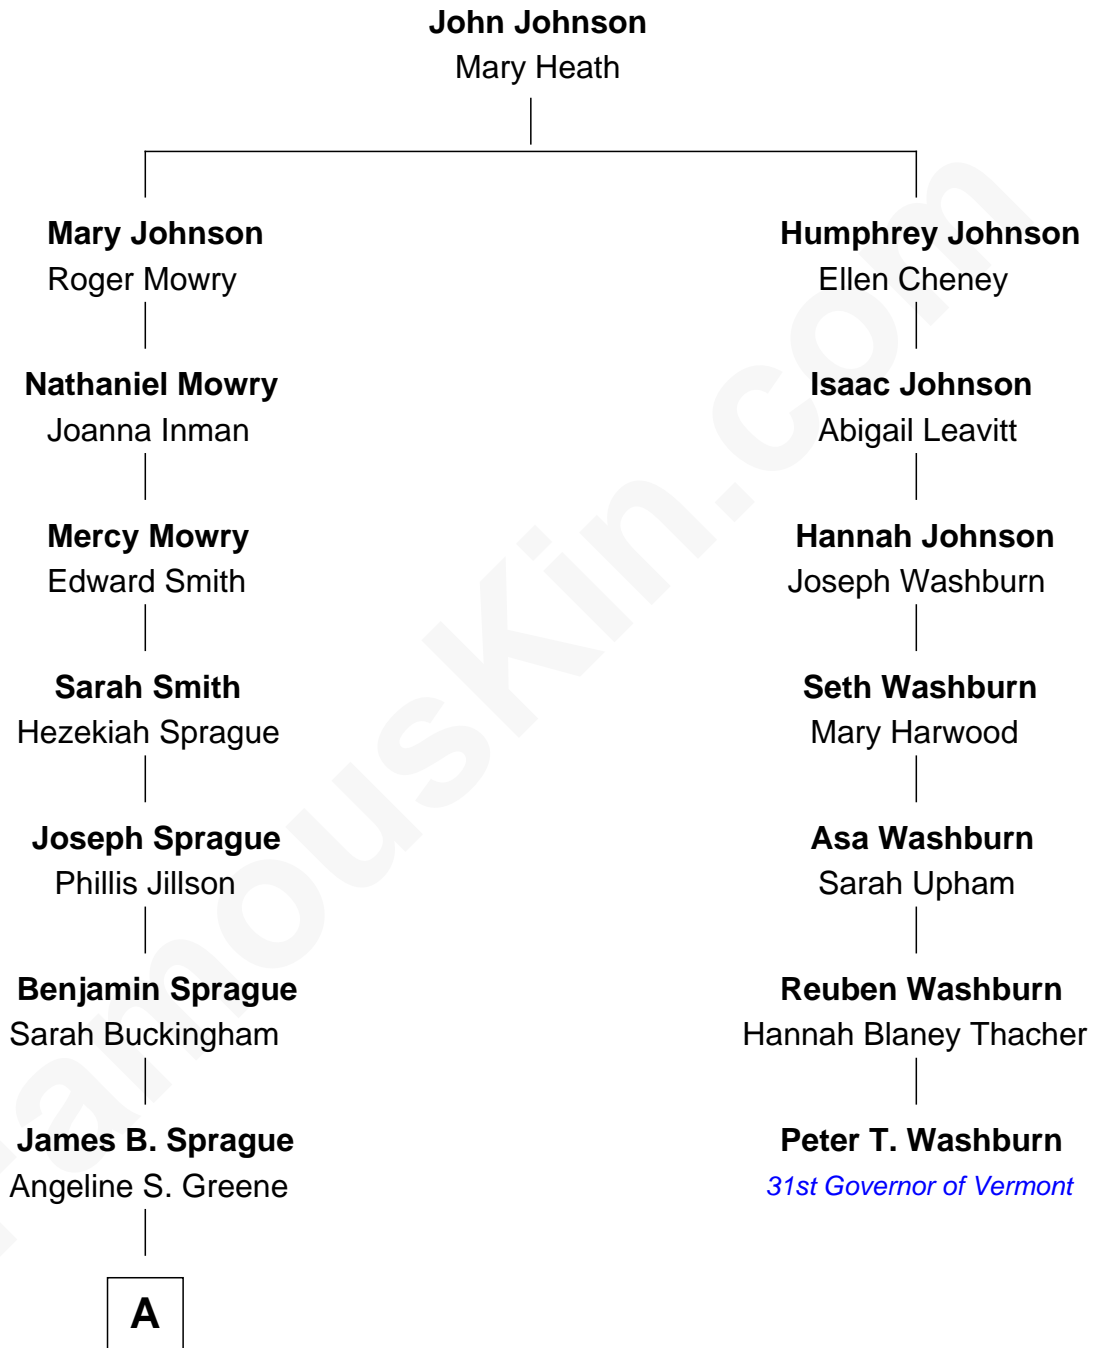 John Johnson
Mary Heath
Mary Johnson
Roger Mowry
Humphrey Johnson
Ellen Cheney
Nathaniel Mowry
Joanna Inman
Isaac Johnson
Abigail Leavitt
Mercy Mowry
Edward Smith
Hannah Johnson
Joseph Washburn
Sarah Smith
Hezekiah Sprague
Seth Washburn
Mary Harwood
Joseph Sprague
Phillis Jillson
Asa Washburn
Sarah Upham
Benjamin Sprague
Sarah Buckingham
Reuben Washburn
Hannah Blaney Thacher
James B. Sprague
Angeline S. Greene
Peter T. Washburn
31st Governor of Vermont
A
FamousKin.com